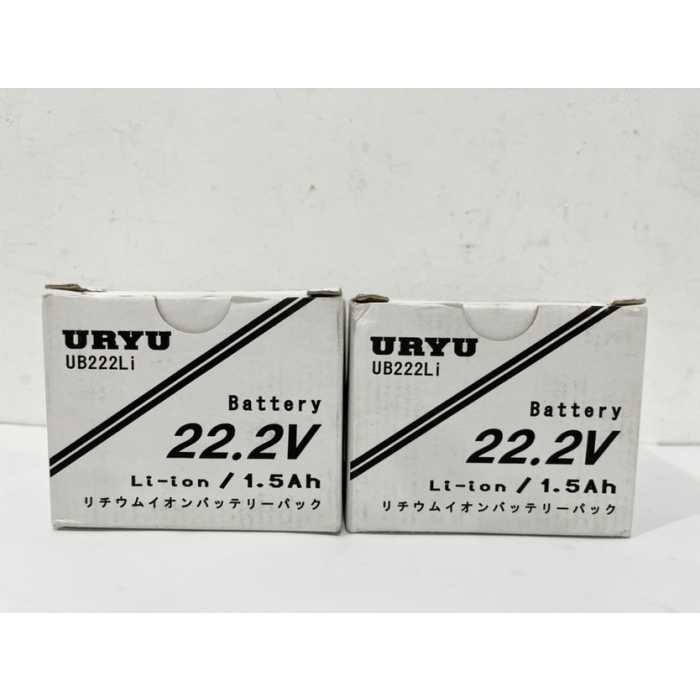 URYU
UB222Li
Battery
22.2V
Li-ion / 1.5Ah
リチウムイオンバッテリーパック
URYU
UB222Li
Battery
22.2V
Li-ion / 1.5Ah
リチウムイオンバッテリーパック